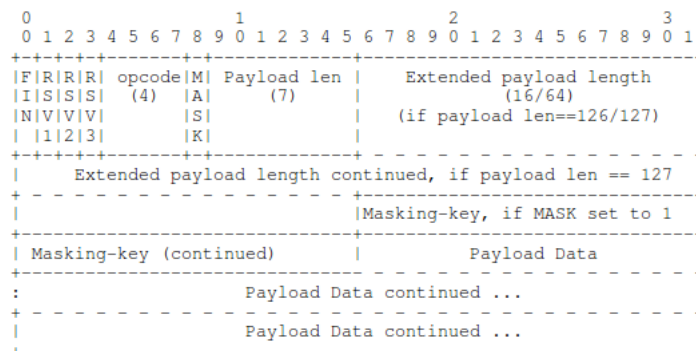 0                   1                   2                   3
0 1 2 3 4 5 6 7 8 9 0 1 2 3 4 5 6 7 8 9 0 1 2 3 4 5 6 7 8 9 0 1
+-+-+-+-+-------+-+-------------+-------------------------------
|F|R|R|R| opcode|M| Payload len |    Extended payload length
|I|S|S|S|  (4)  |A|     (7)     |             (16/64)
|N|V|V|V|       |S|             |   (if payload len==126/127)
| |1|2|3|       |K|             |
+-+-+-+-+-------+-+-------------+ - - - - - - - - - - - - - - -
|     Extended payload length continued, if payload len == 127
+ - - - - - - - - - - - - - - - +-------------------------------
|                               |Masking-key, if MASK set to 1
+-------------------------------+-------------------------------
| Masking-key (continued)       |          Payload Data
+-------------------------------- - - - - - - - - - - - - - - -
:                     Payload Data continued ...
+ - - - - - - - - - - - - - - - - - - - - - - - - - - - - - - -
|                     Payload Data continued ...